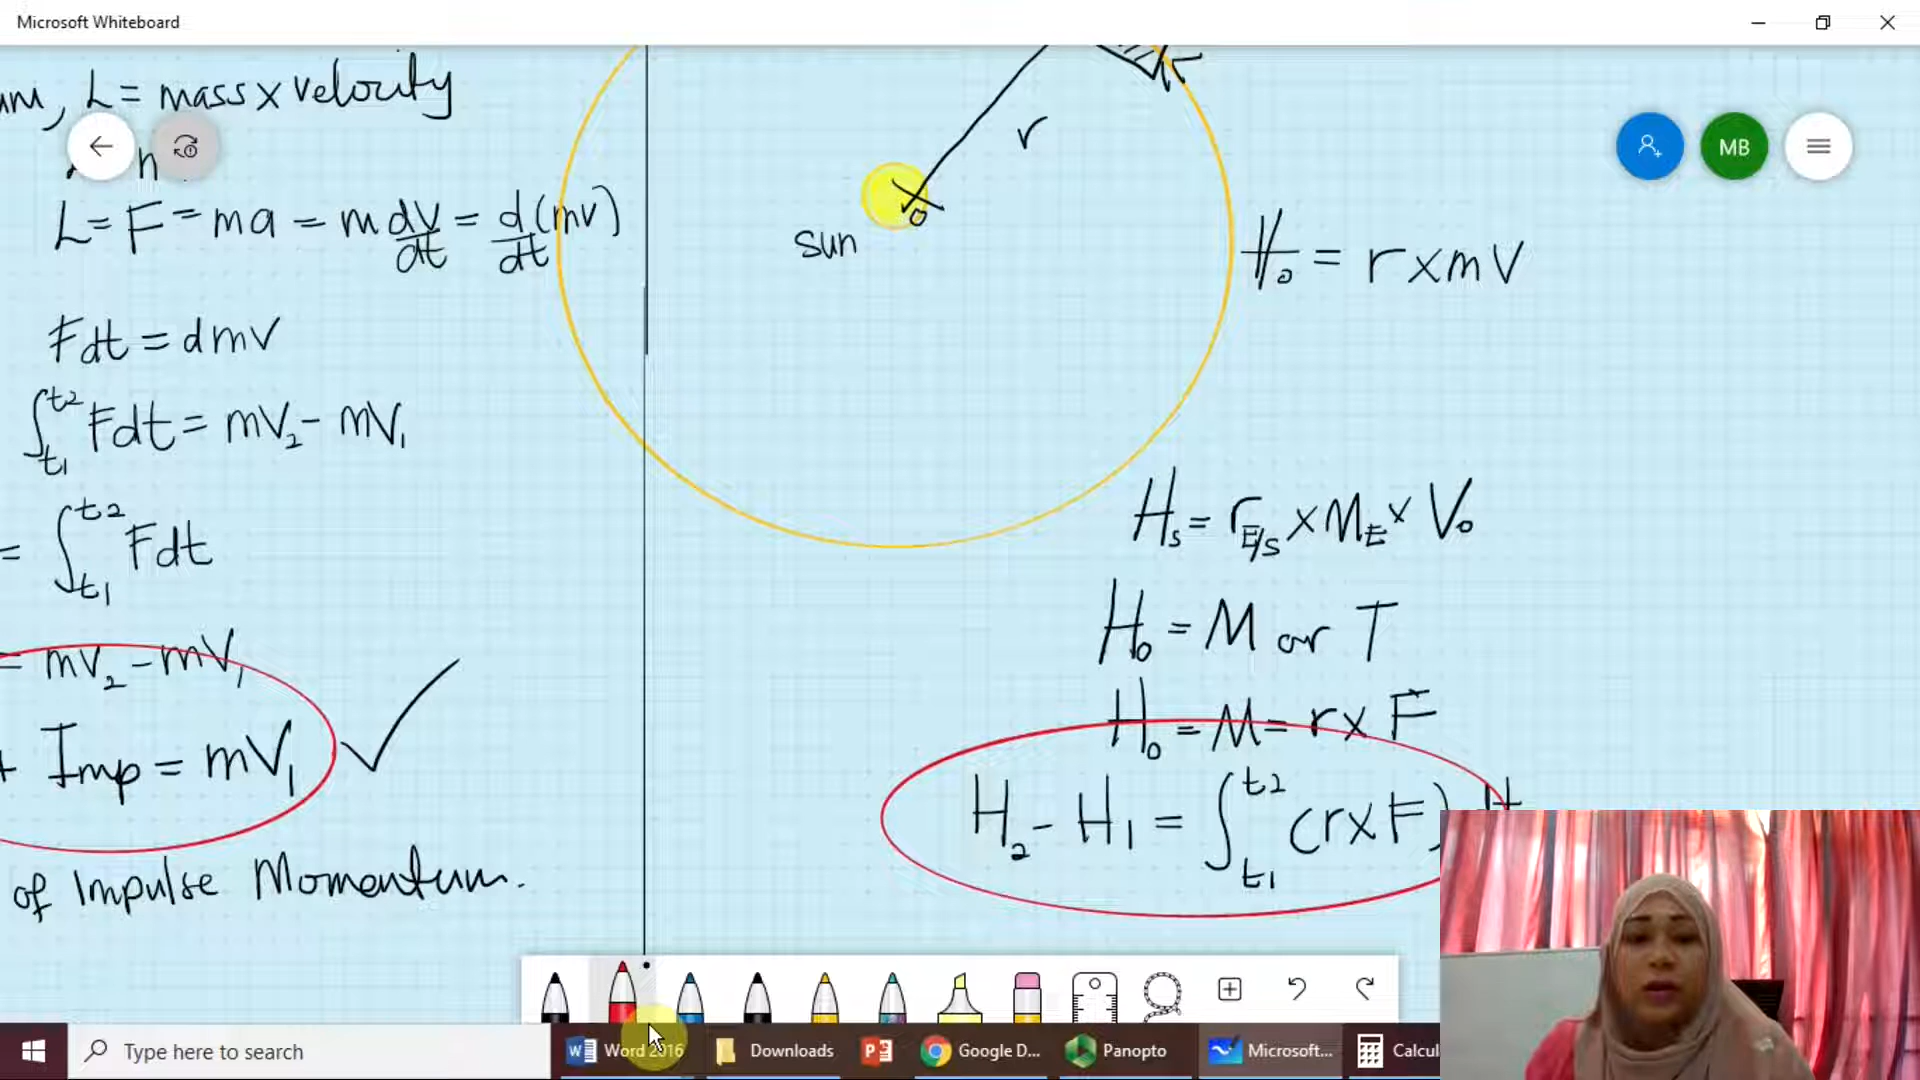 Microsoft Whiteboard
um, L = mass x velocity
L = F = ma = m dv/dt = d/dt (mv)
Fdt = dmV
∫t1 t2 Fdt = mV2 - mV1
= ∫t1 t2 Fdt
= mV2 - mV1
+ Imp = mV1
of Impulse Momentum.
r
o
sun
MB
Ho = r x mV
Hs = rE/S x ME x Vo
Ho = M or T
Ho = M = r x F
H2 - H1 = ∫t1 t2 (r x F)
Type here to search
Word 2016
Downloads
Google D...
Panopto
Microsoft...
Calcul